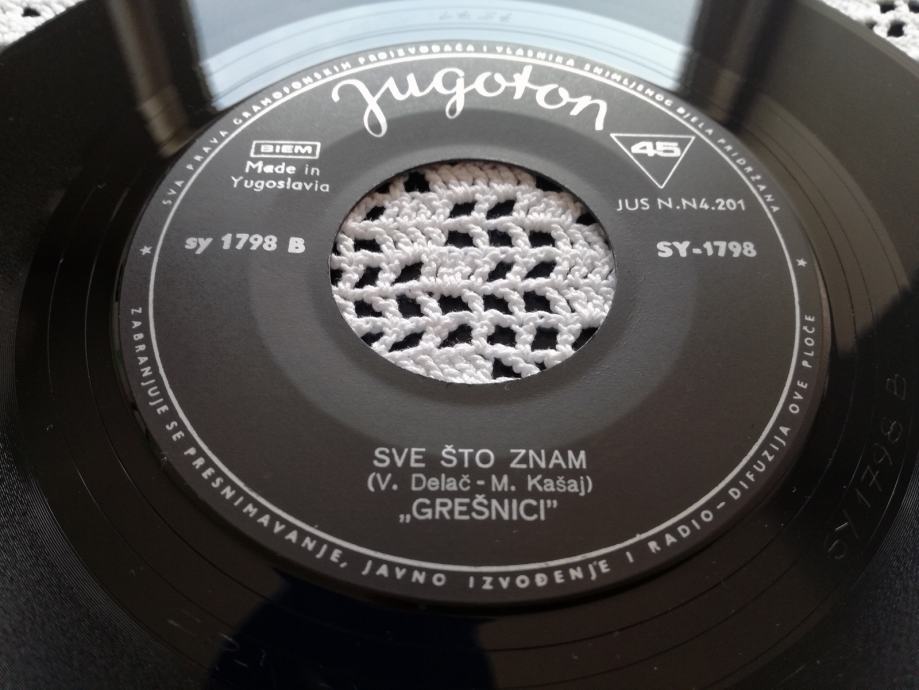 SVA PRAVA GRAMOFONSKIH PROIZVOĐAČA I VLASNIKA SNIMLJENOG DJELA PRIDRŽANA
Jugoton
BIEM
Made in
Yugoslavia
45
JUS N.N4.201
sy 1798 B
SY-1798
SVE ŠTO ZNAM
(V. Delač - M. Kašaj)
„GREŠNICI”
ZABRANJUJE SE PRESNIMAVANJE, JAVNO IZVOĐENJE I RADIO-DIFUZIJA OVE PLOČE
SY 1798 B